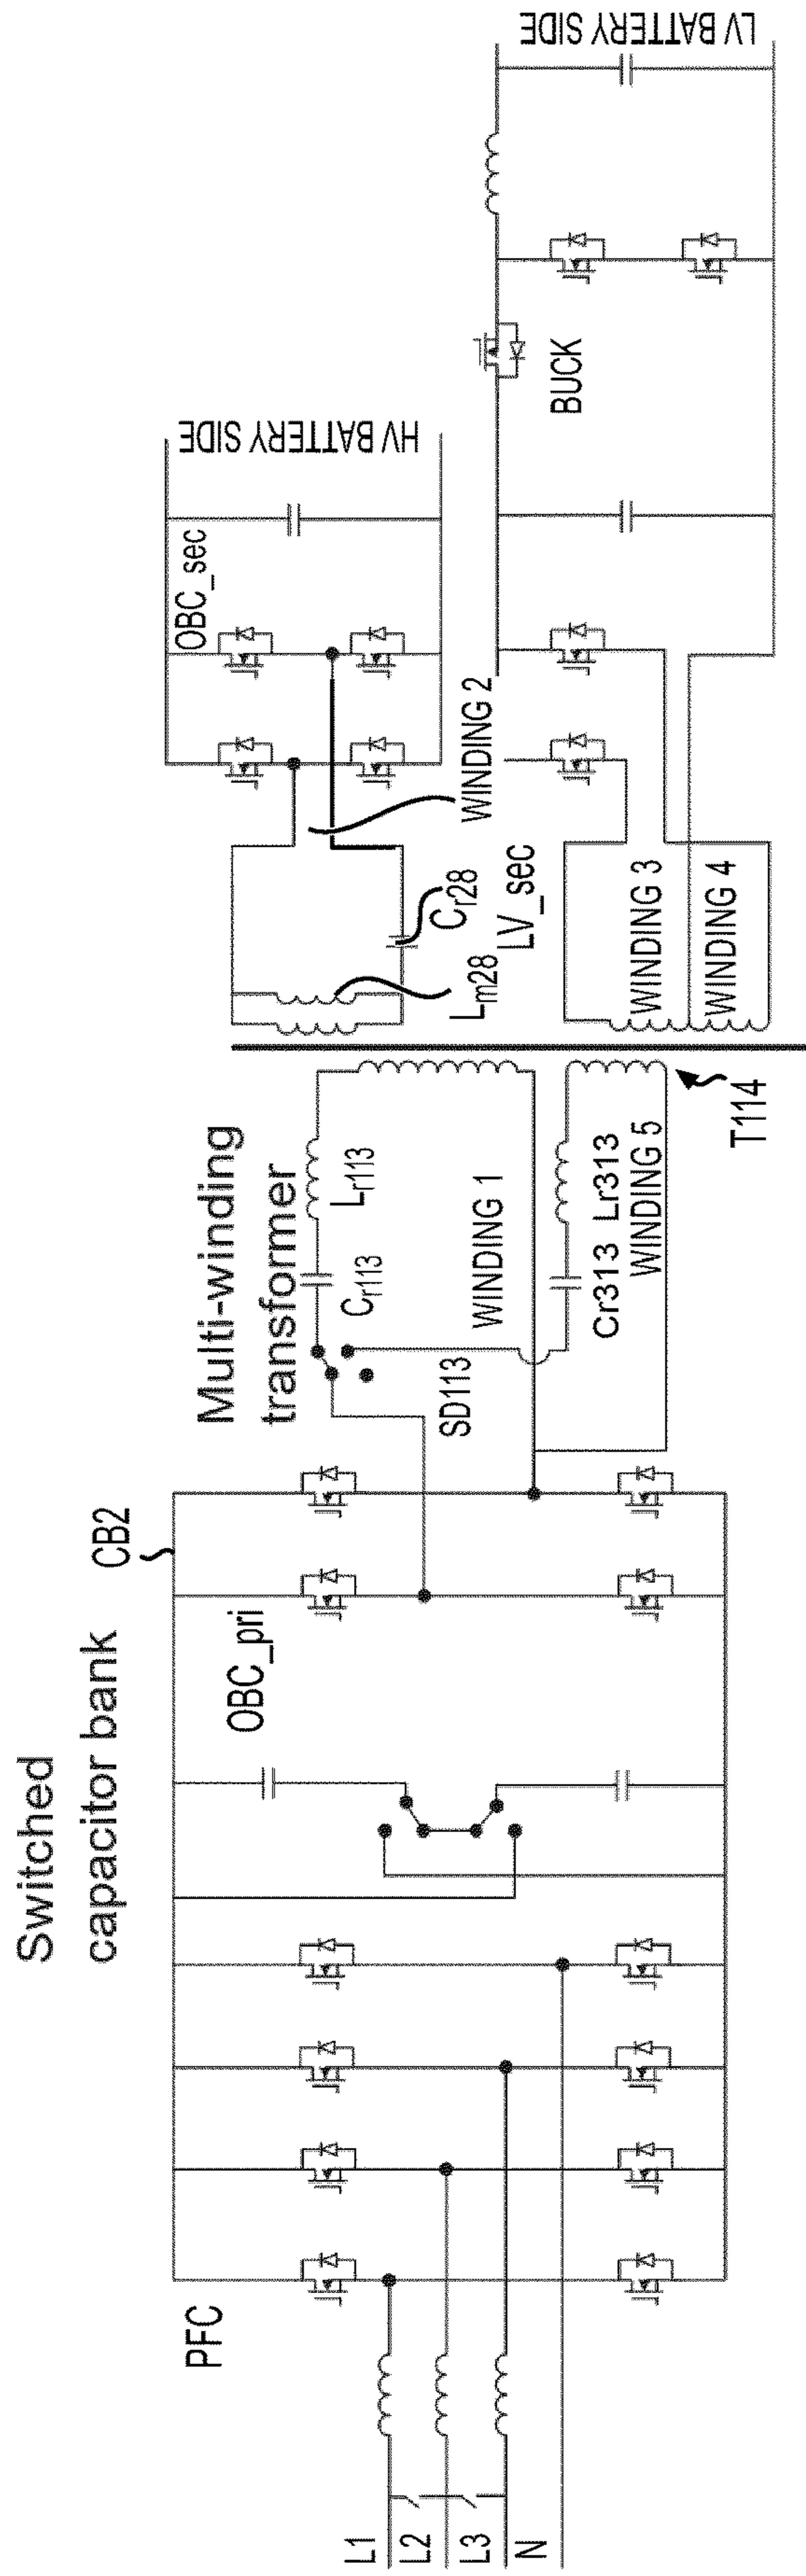 Switched
capacitor bank
CB2
Multi-winding
transformer
PFC
OBC_pri
L1
L2
L3
N
SD113
Cr113
Lr113
WINDING 1
Cr313
Lr313
WINDING 5
T114
Lm28
Cr28
WINDING 2
OBC_sec
HV BATTERY SIDE
LV_sec
WINDING 3
WINDING 4
BUCK
LV BATTERY SIDE